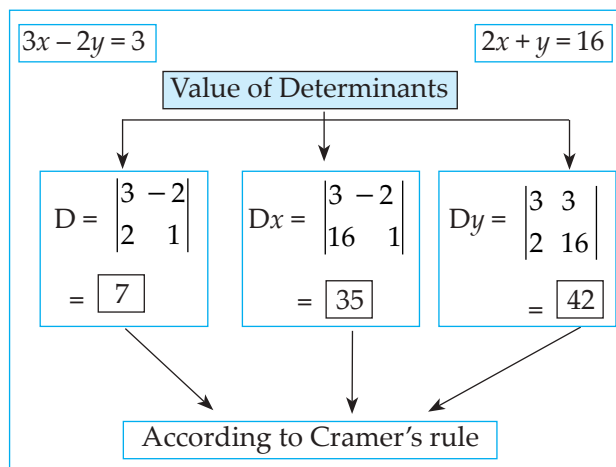 3x – 2y = 3
2x + y = 16
Value of Determinants
D = |3 – 2|
|2 1|
= 7
Dx = |3 – 2|
|16 1|
= 35
Dy = |3 3|
|2 16|
= 42
According to Cramer's rule